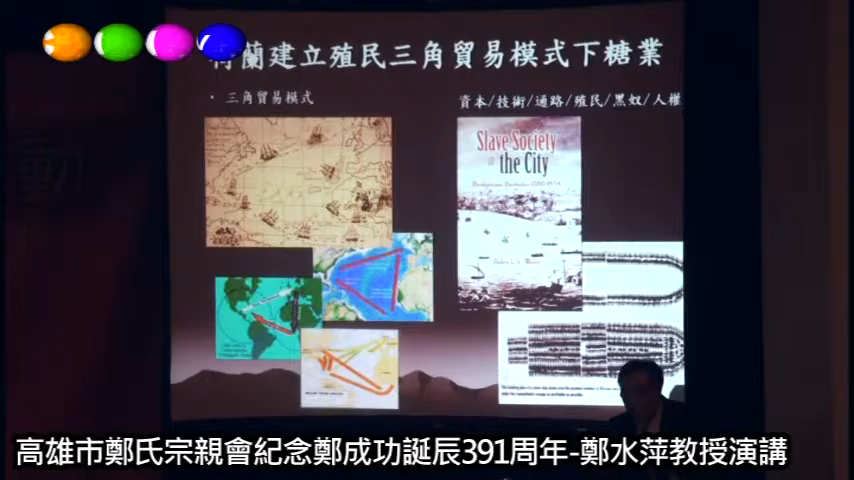 荷蘭建立殖民三角貿易模式下糖業
• 三角貿易模式
資本/技術/通路/殖民/黑奴/人權
Slave Society
in the City
高雄市鄭氏宗親會紀念鄭成功誕辰391周年-鄭水萍教授演講